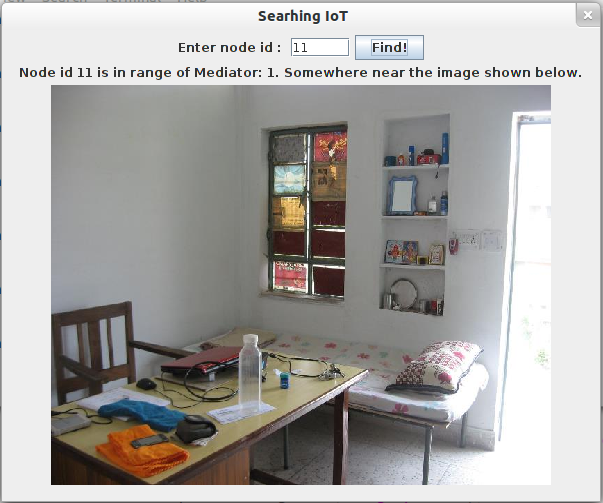 Searhing IoT
Enter node id : 11 Find!
Node id 11 is in range of Mediator: 1. Somewhere near the image shown below.